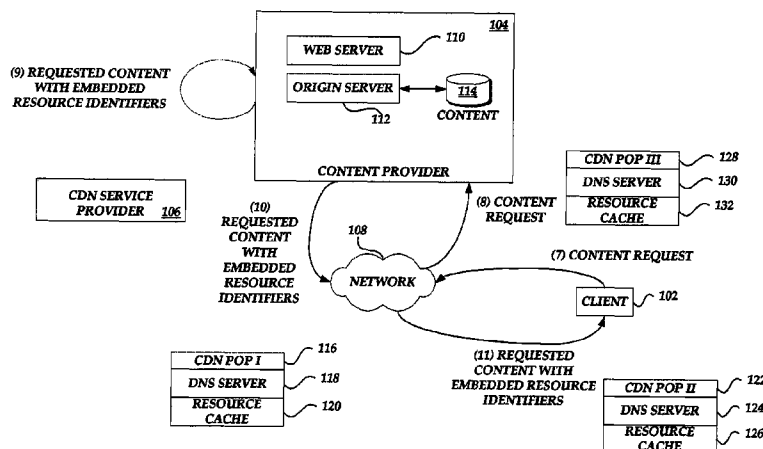 104
WEB SERVER
110
ORIGIN SERVER
112
114
CONTENT
CONTENT PROVIDER
(9) REQUESTED CONTENT
WITH EMBEDDED
RESOURCE IDENTIFIERS
CDN SERVICE
PROVIDER 106
CDN POP III
128
DNS SERVER
130
RESOURCE
CACHE
132
(10)
REQUESTED
CONTENT
WITH
EMBEDDED
RESOURCE
IDENTIFIERS
(8) CONTENT
REQUEST
108
NETWORK
(7) CONTENT REQUEST
CLIENT
102
(11) REQUESTED
CONTENT WITH
EMBEDDED RESOURCE
IDENTIFIERS
CDN POP I
116
DNS SERVER
118
RESOURCE
CACHE
120
CDN POP II
122
DNS SERVER
124
RESOURCE
CACHE
126